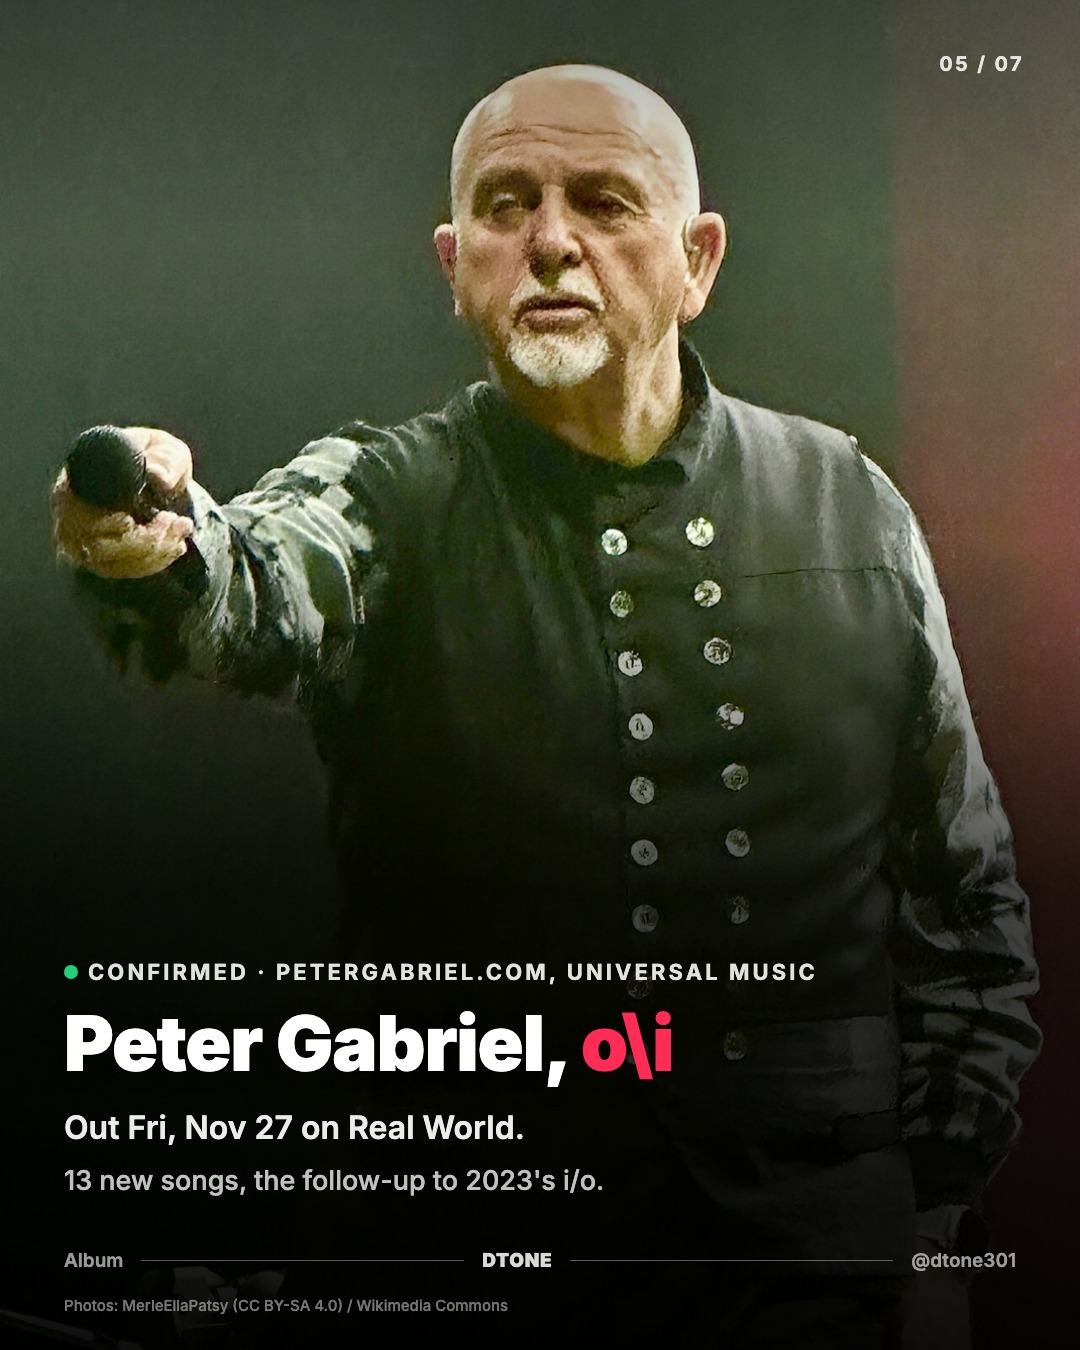 05 / 07
CONFIRMED · PETERGABRIEL.COM, UNIVERSAL MUSIC
Peter Gabriel, o\i
Out Fri, Nov 27 on Real World.
13 new songs, the follow-up to 2023's i/o.
Album DTONE @dtone301
Photos: MerleEllaPatsy (CC BY-SA 4.0) / Wikimedia Commons